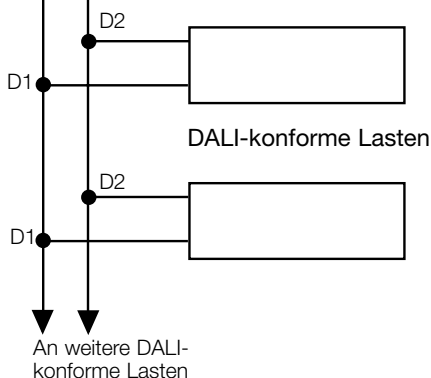 D2
D1
DALI-konforme Lasten
D2
D1
An weitere DALI-
konforme Lasten